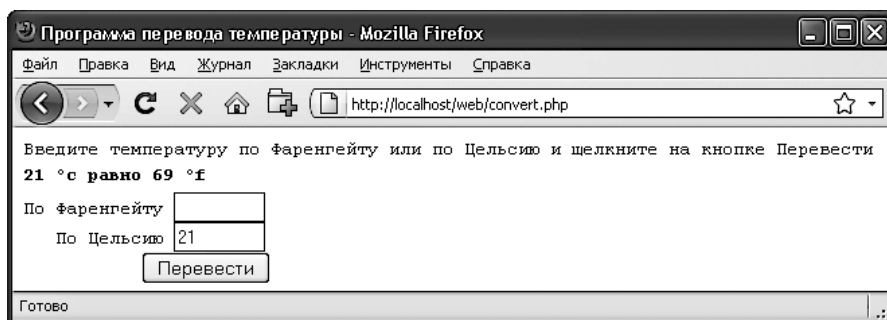 Программа перевода температуры - Mozilla Firefox
Файл Правка Вид Журнал Закладки Инструменты Справка
http://localhost/web/convert.php
Введите температуру по Фаренгейту или по Цельсию и щелкните на кнопке Перевести
21 °c равно 69 °f
По Фаренгейту
По Цельсию 21
Перевести
Готово